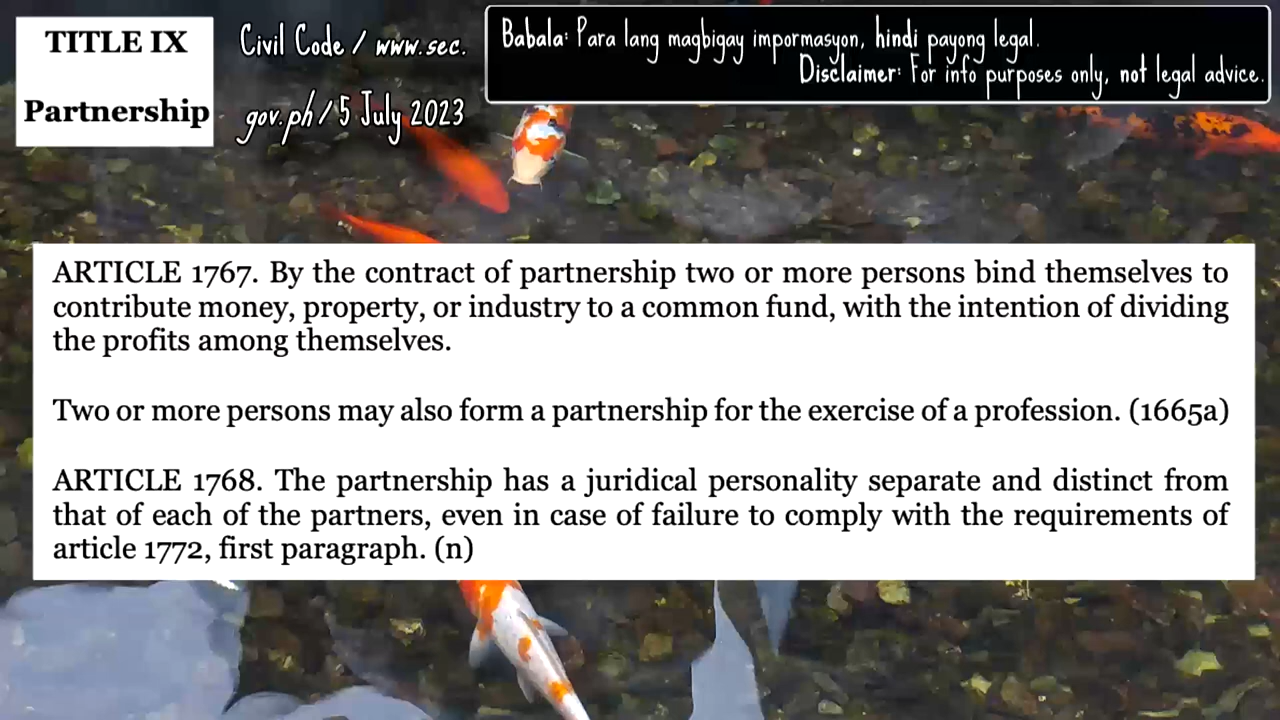 TITLE IX
Partnership
Civil Code / www.sec.
gov.ph/ 5 July 2023
Babala: Para lang magbigay impormasyon, hindi payong legal.
Disclaimer: For info purposes only, not legal advice.
ARTICLE 1767. By the contract of partnership two or more persons bind themselves to
contribute money, property, or industry to a common fund, with the intention of dividing
the profits among themselves.
Two or more persons may also form a partnership for the exercise of a profession. (1665a)
ARTICLE 1768. The partnership has a juridical personality separate and distinct from
that of each of the partners, even in case of failure to comply with the requirements of
article 1772, first paragraph. (n)